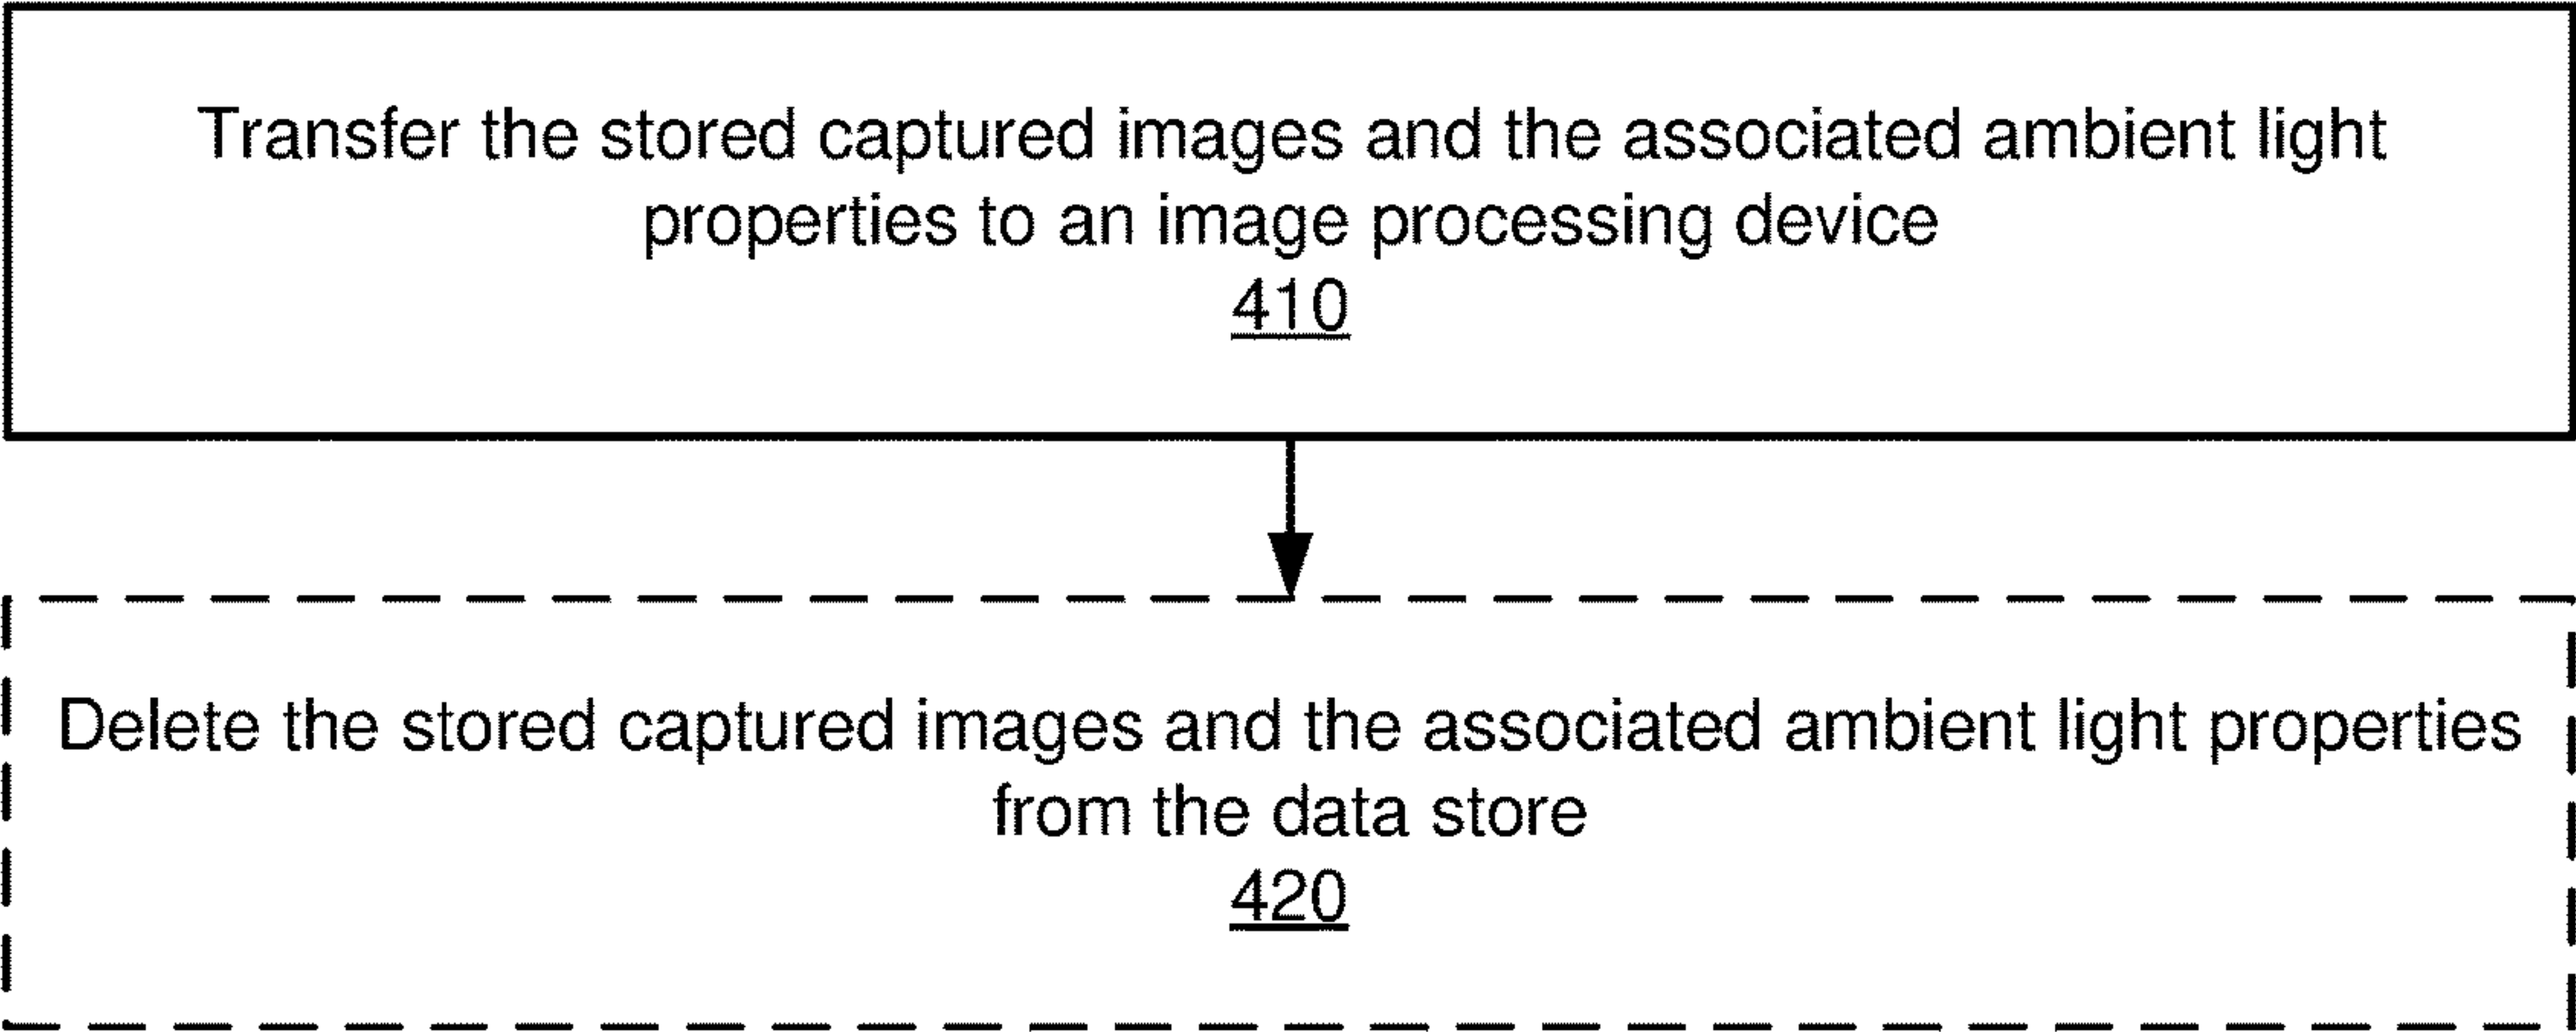 Transfer the stored captured images and the associated ambient light
properties to an image processing device
410
Delete the stored captured images and the associated ambient light properties
from the data store
420